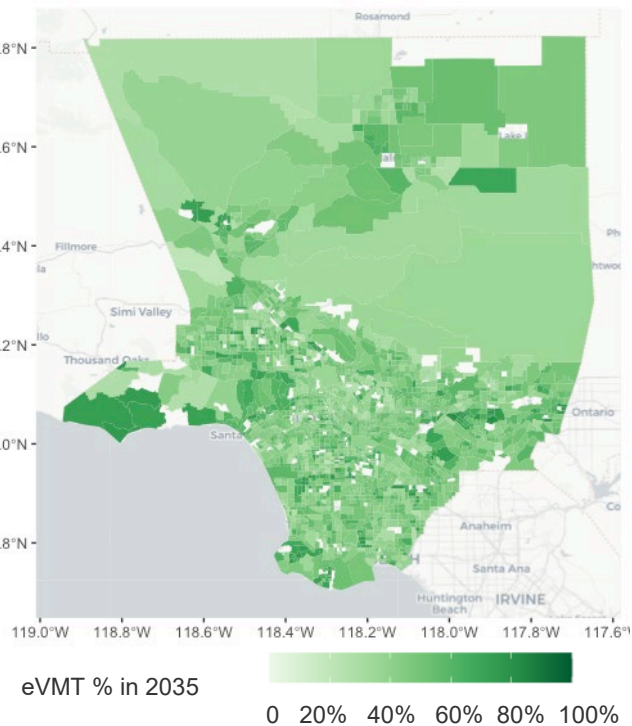 Rosamond
.8°N
Lake
.6°N
.4°N
Fillmore
Simi Valley
.2°N
Thousand Oaks
Ontario
.0°N
Santa
Anaheim
.8°N
Santa Ana
Huntington
Beach
IRVINE
119.0°W 118.8°W 118.6°W 118.4°W 118.2°W 118.0°W 117.8°W 117.6°
eVMT % in 2035
0 20% 40% 60% 80% 100%